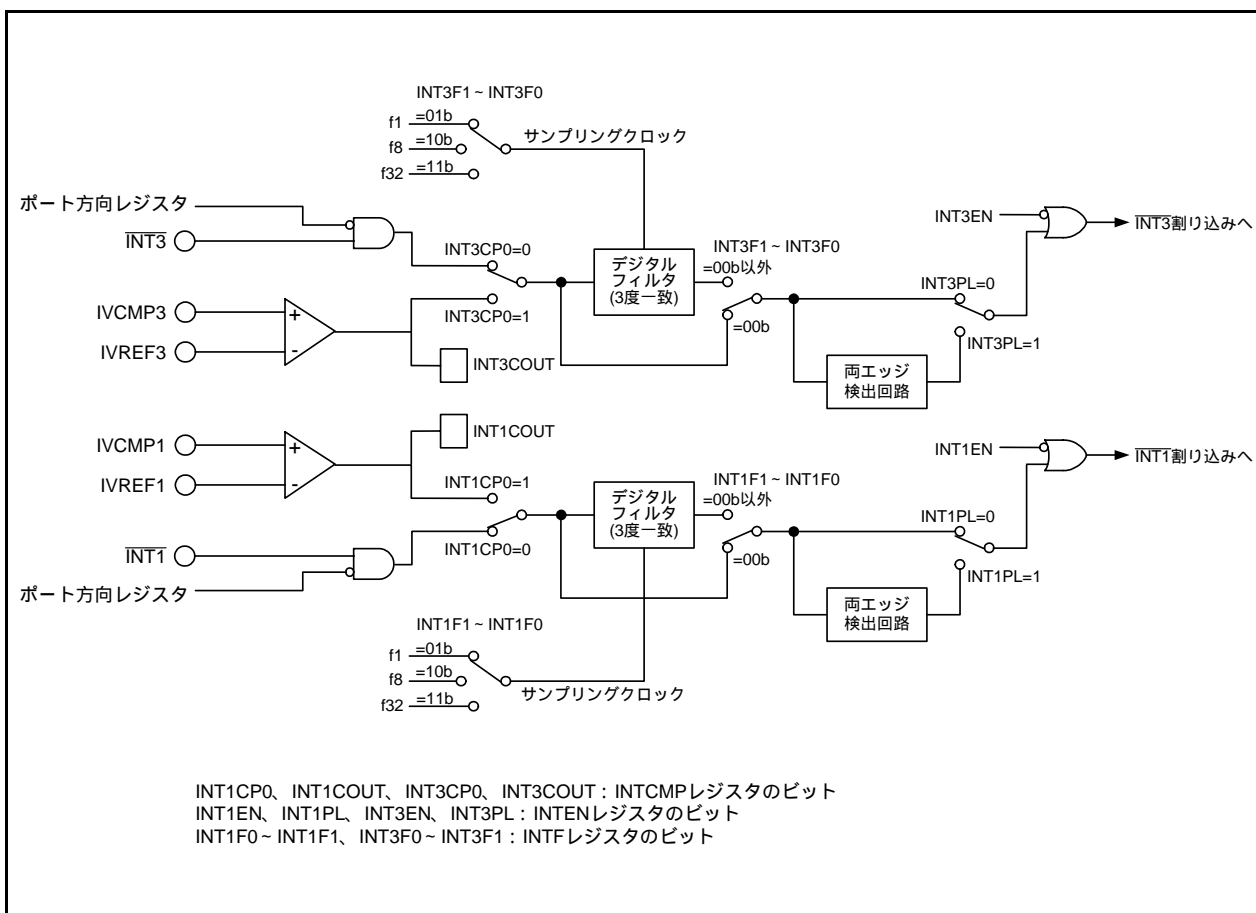 INT3F1 ~ INT3F0
f1 =01b
f8 =10b
f32 =11b
サンプリングクロック
ポート方向レジスタ
INT3
INT3CP0=0
デジタル
フィルタ
(3度一致)
INT3F1 ~ INT3F0
=00b以外
=00b
INT3EN
INT3割り込みへ
INT3PL=0
INT3PL=1
両エッジ
検出回路
IVCMP3
+
IVREF3
-
INT3CP0=1
INT3COUT
IVCMP1
+
IVREF1
-
INT1COUT
INT1CP0=1
デジタル
フィルタ
(3度一致)
INT1F1 ~ INT1F0
=00b以外
=00b
INT1EN
INT1割り込みへ
INT1PL=0
INT1PL=1
両エッジ
検出回路
INT1
INT1CP0=0
ポート方向レジスタ
INT1F1 ~ INT1F0
f1 =01b
f8 =10b
f32 =11b
サンプリングクロック
INT1CP0、INT1COUT、INT3CP0、INT3COUT : INTCMPレジスタのビット
INT1EN、INT1PL、INT3EN、INT3PL : INTENレジスタのビット
INT1F0 ~ INT1F1、INT3F0 ~ INT3F1 : INTFレジスタのビット